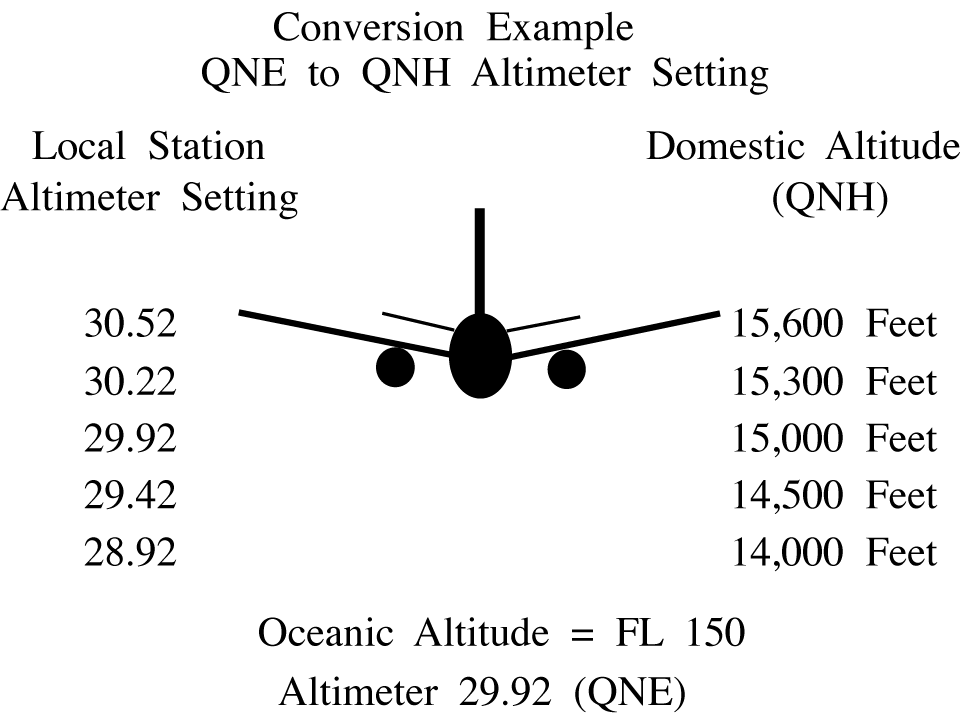 Conversion Example
QNE to QNH Altimeter Setting
Local Station Domestic Altitude
Altimeter Setting (QNH)
30.52 15,600 Feet
30.22 15,300 Feet
29.92 15,000 Feet
29.42 14,500 Feet
28.92 14,000 Feet
Oceanic Altitude = FL 150
Altimeter 29.92 (QNE)